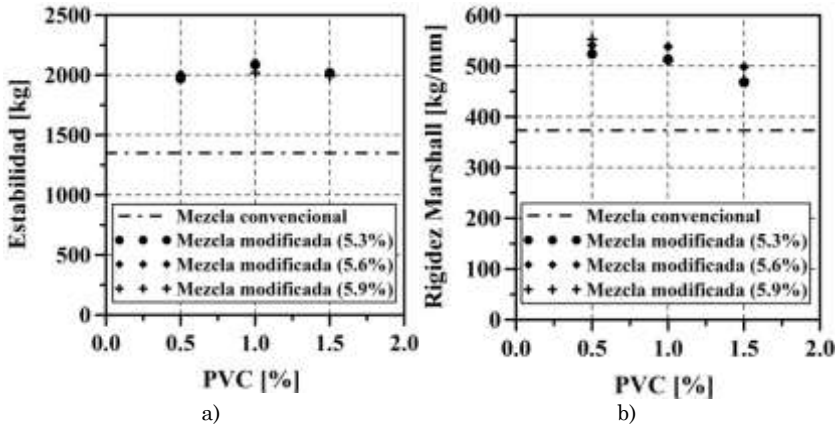 Estabilidad [kg]
2500
2000
1500
1000
500
0
Mezcla convencional
Mezcla modificada (5.3%)
Mezcla modificada (5.6%)
Mezcla modificada (5.9%)
0.0 0.5 1.0 1.5 2.0
PVC [%]
a)
Rigidez Marshall [kg/mm]
600
500
400
300
200
100
0
Mezcla convencional
Mezcla modificada (5.3%)
Mezcla modificada (5.6%)
Mezcla modificada (5.9%)
0.0 0.5 1.0 1.5 2.0
PVC [%]
b)